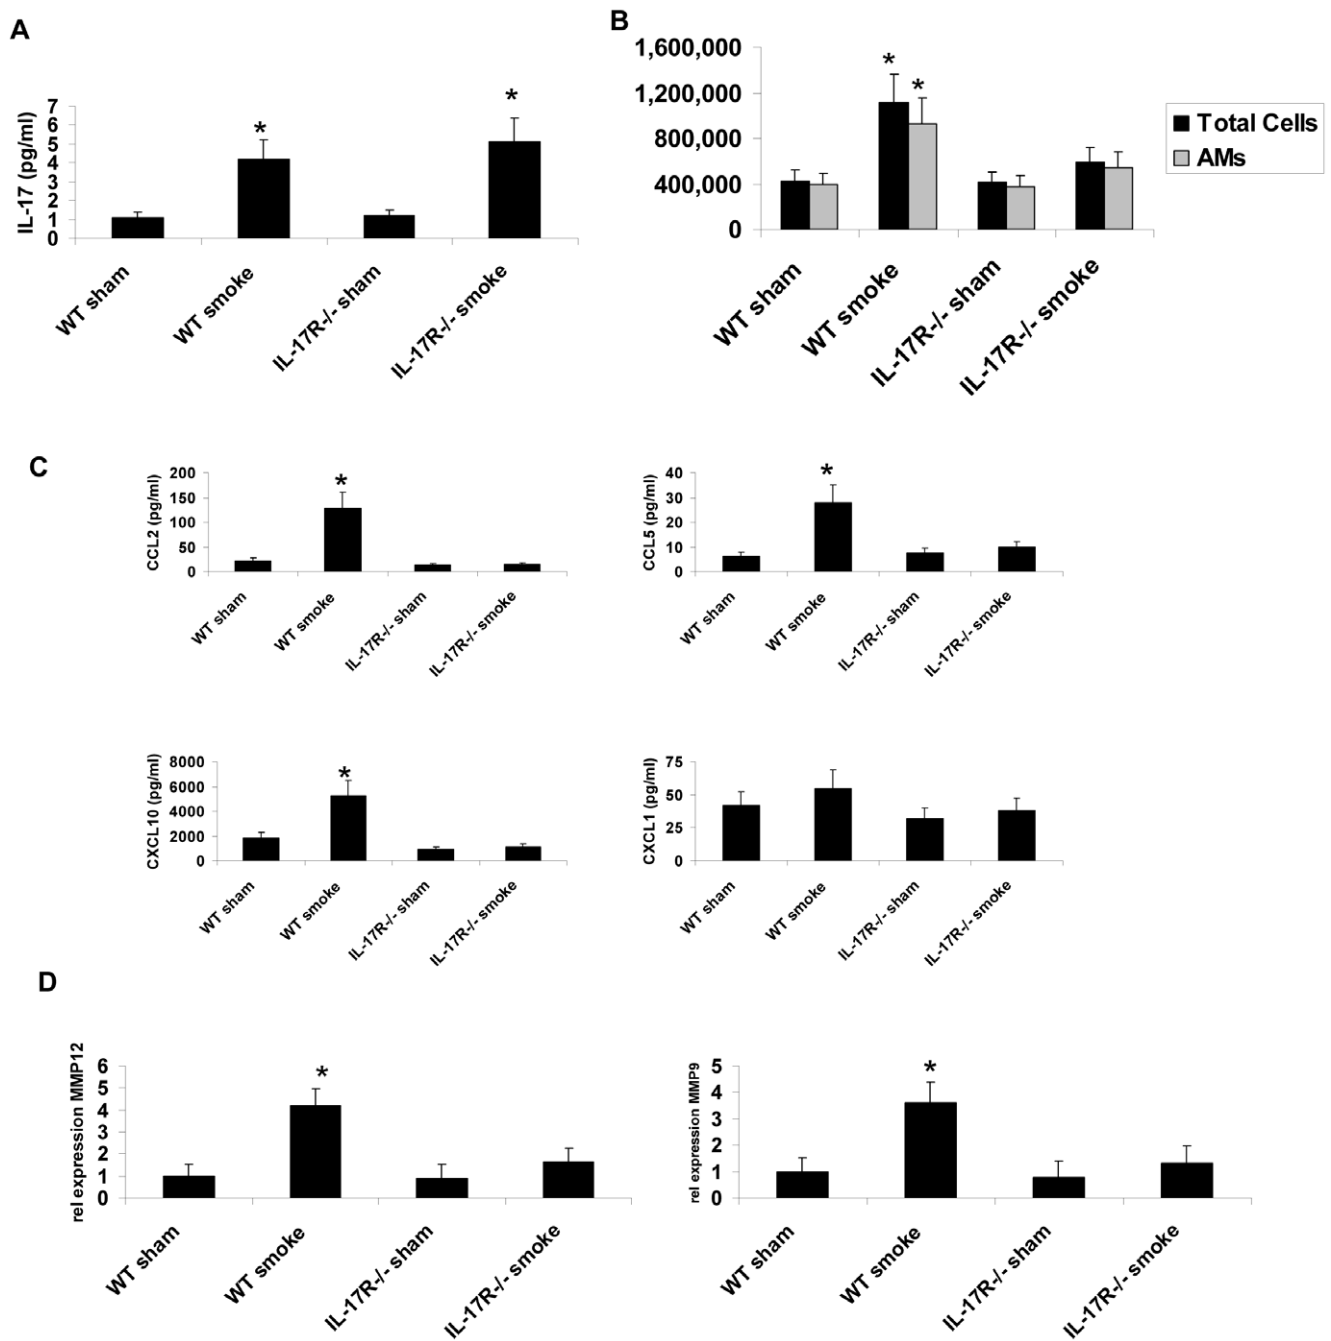 A
IL-17 (pg/ml)
7
6
5
4
3
2
1
0
*
*
WT sham
WT smoke
IL-17R-/- sham
IL-17R-/- smoke
B
1,600,000
1,200,000
800,000
400,000
0
*
*
WT sham
WT smoke
IL-17R-/- sham
IL-17R-/- smoke
Total Cells
AMs
C
CCL2 (pg/ml)
200
150
100
50
0
*
WT sham
WT smoke
IL-17R-/- sham
IL-17R-/- smoke
CCL5 (pg/ml)
40
30
20
10
0
*
WT sham
WT smoke
IL-17R-/- sham
IL-17R-/- smoke
CXCL10 (pg/ml)
8000
6000
4000
2000
0
*
WT sham
WT smoke
IL-17R-/- sham
IL-17R-/- smoke
CXCL1 (pg/ml)
75
50
25
0
WT sham
WT smoke
IL-17R-/- sham
IL-17R-/- smoke
D
rel expression MMP12
6
5
4
3
2
1
0
*
WT sham
WT smoke
IL-17R-/- sham
IL-17R-/- smoke
rel expression MMP9
5
4
3
2
1
0
*
WT sham
WT smoke
IL-17R-/- sham
IL-17R-/- smoke